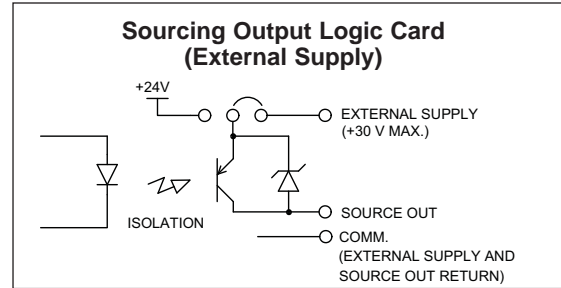 Sourcing Output Logic Card
(External Supply)
+24V
EXTERNAL SUPPLY
(+30 V MAX.)
ISOLATION
SOURCE OUT
COMM.
(EXTERNAL SUPPLY AND
SOURCE OUT RETURN)